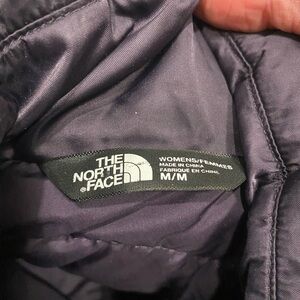 THE
NORTH
FACE
WOMENS/FEMMES
MADE IN CHINA
FABRIQUÉ EN CHINE
M/M